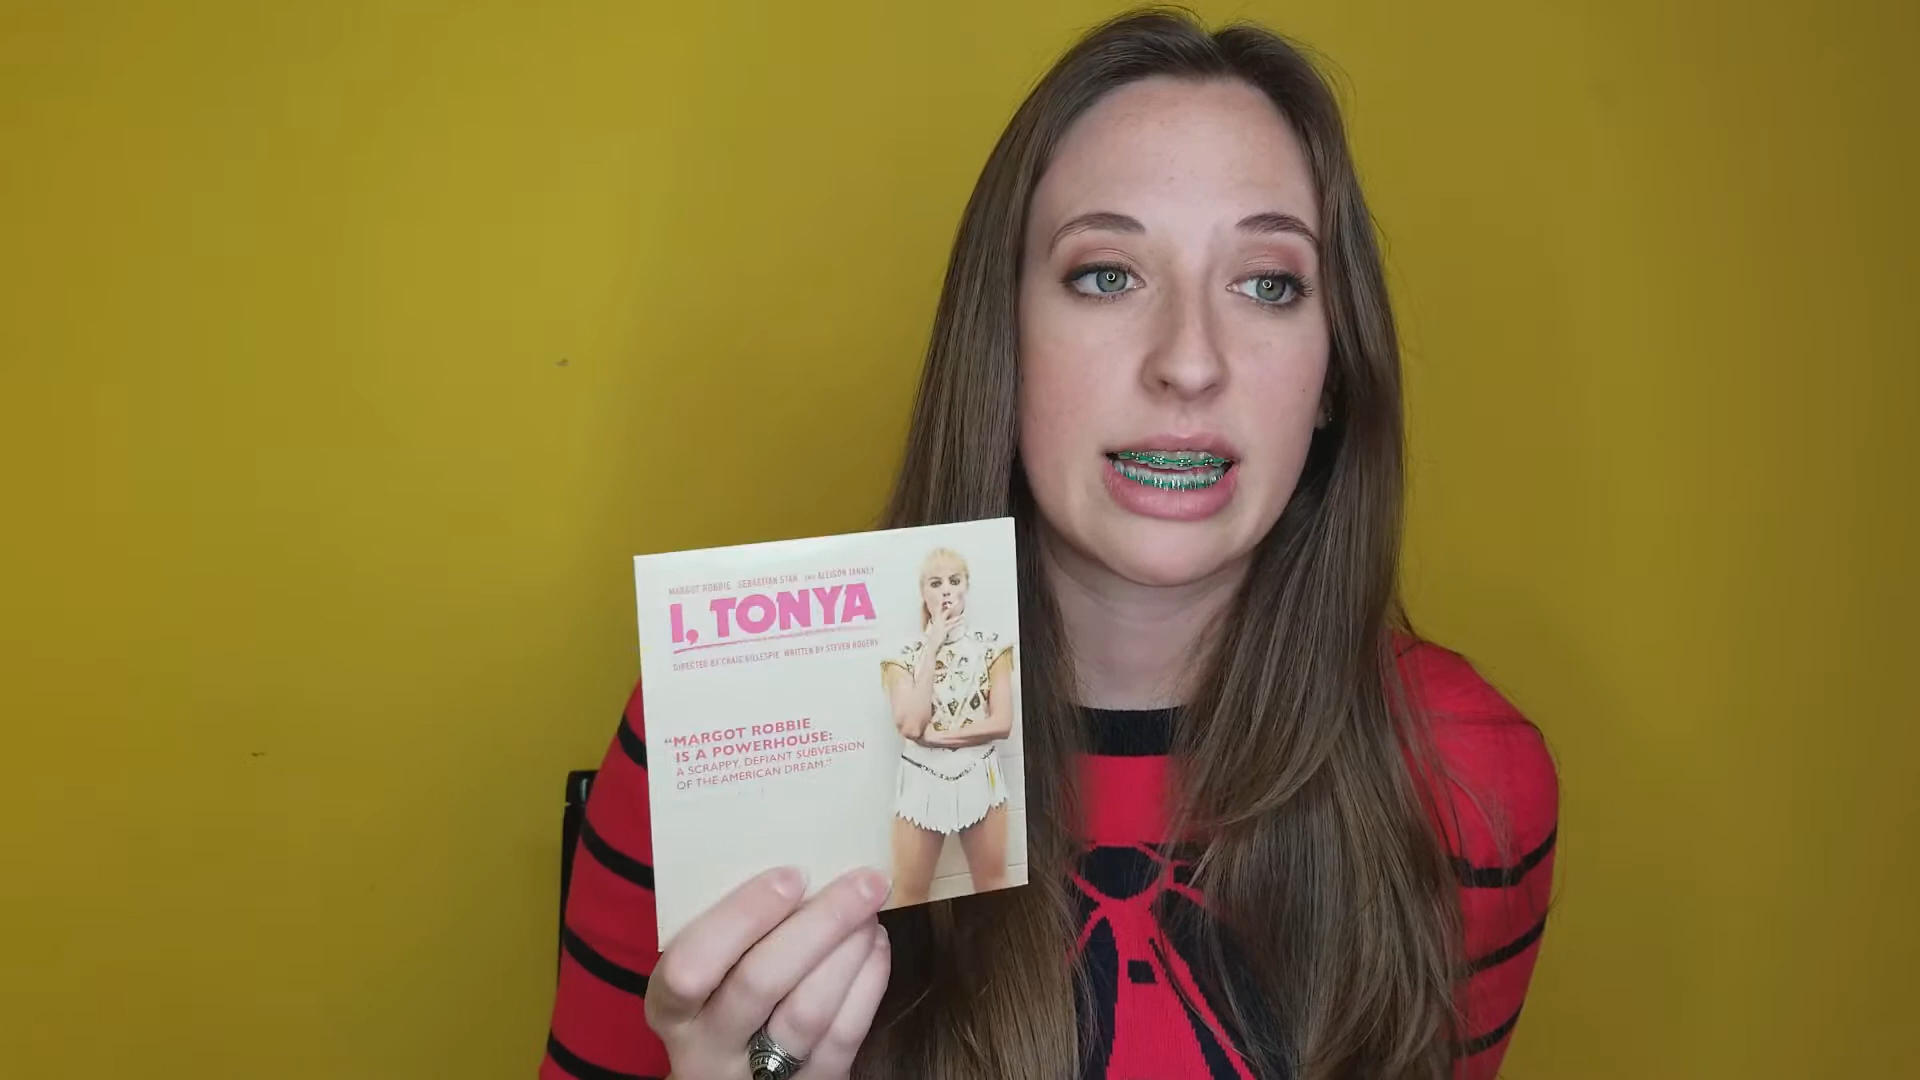 MARGOT ROBBIE SEBASTIAN STAN AND ALLISON JANNEY
I, TONYA
DIRECTED BY CRAIG GILLESPIE WRITTEN BY STEVEN ROGERS
"MARGOT ROBBIE
IS A POWERHOUSE:
A SCRAPPY, DEFIANT SUBVERSION
OF THE AMERICAN DREAM."